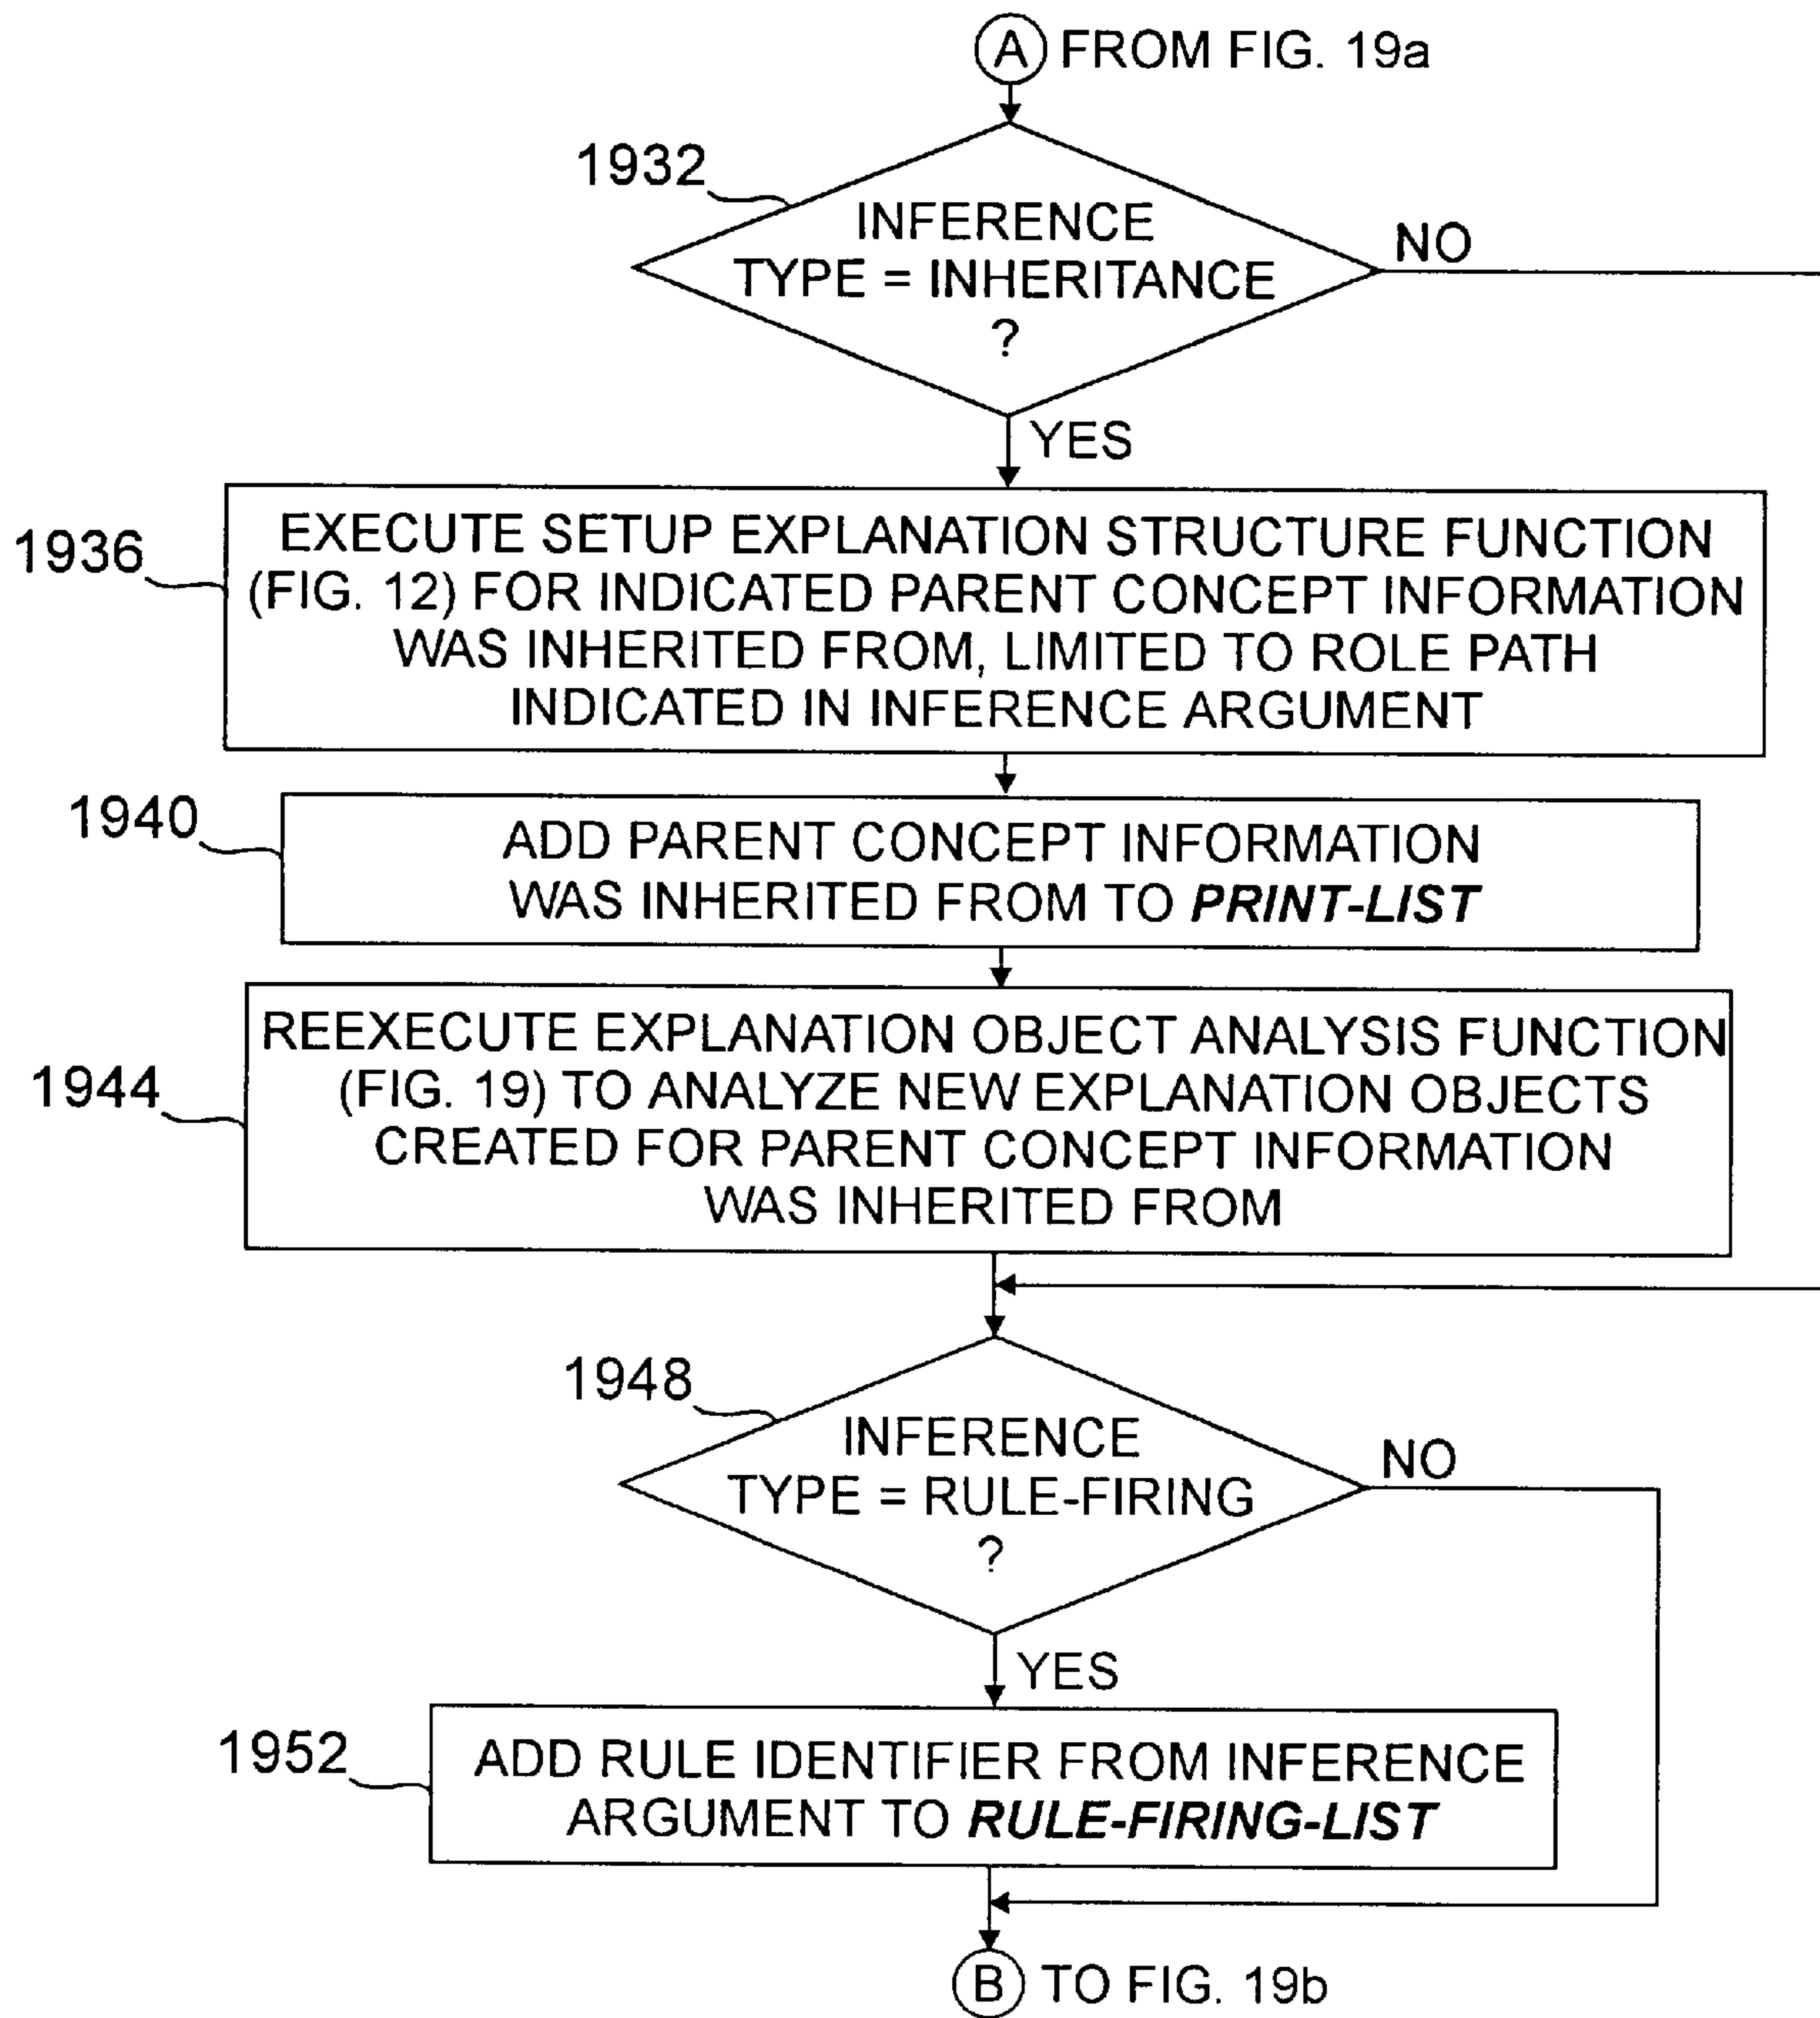 A FROM FIG. 19a
1932
INFERENCE
TYPE = INHERITANCE
?
NO
YES
1936
EXECUTE SETUP EXPLANATION STRUCTURE FUNCTION
(FIG. 12) FOR INDICATED PARENT CONCEPT INFORMATION
WAS INHERITED FROM, LIMITED TO ROLE PATH
INDICATED IN INFERENCE ARGUMENT
1940
ADD PARENT CONCEPT INFORMATION
WAS INHERITED FROM TO PRINT-LIST
1944
REEXECUTE EXPLANATION OBJECT ANALYSIS FUNCTION
(FIG. 19) TO ANALYZE NEW EXPLANATION OBJECTS
CREATED FOR PARENT CONCEPT INFORMATION
WAS INHERITED FROM
1948
INFERENCE
TYPE = RULE-FIRING
?
NO
YES
1952
ADD RULE IDENTIFIER FROM INFERENCE
ARGUMENT TO RULE-FIRING-LIST
B TO FIG. 19b